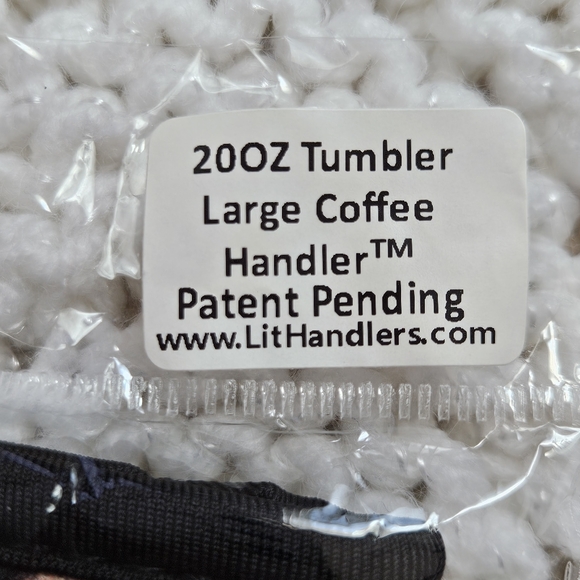 20OZ Tumbler
Large Coffee
Handler™
Patent Pending
www.LitHandlers.com